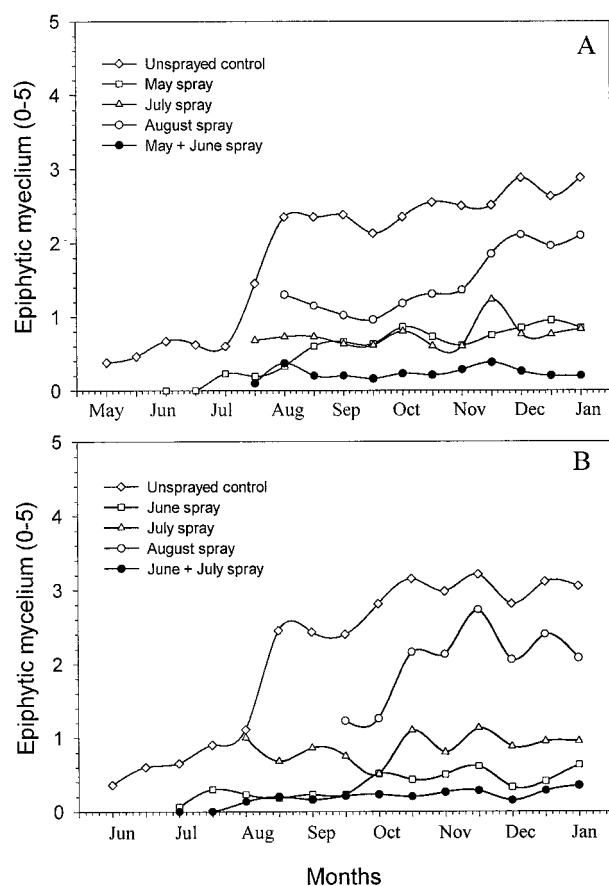 A
Unsprayed control
May spray
July spray
August spray
May + June spray
Epiphytic myeclium (0-5)
5
4
3
2
1
0
May Jun Jul Aug Sep Oct Nov Dec Jan
B
Unsprayed control
June spray
July spray
August spray
June + July spray
Epiphytic mycelium (0-5)
5
4
3
2
1
0
Jun Jul Aug Sep Oct Nov Dec Jan
Months